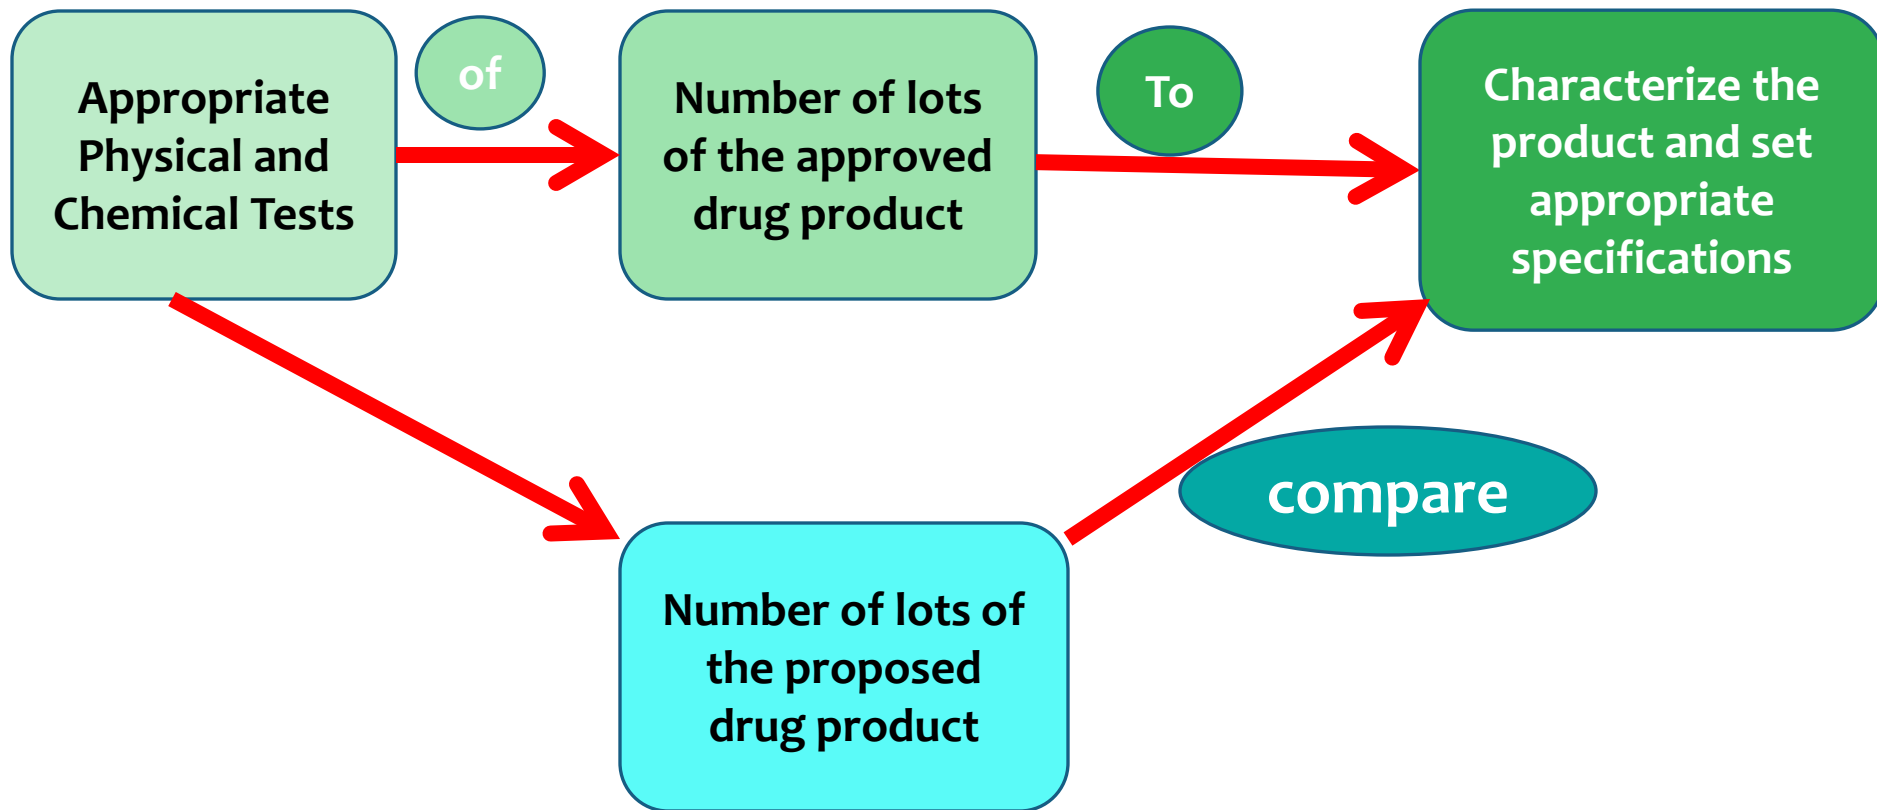 Appropriate
Physical and
Chemical Tests
of
Number of lots
of the approved
drug product
To
Characterize the
product and set
appropriate
specifications
compare
Number of lots of
the proposed
drug product